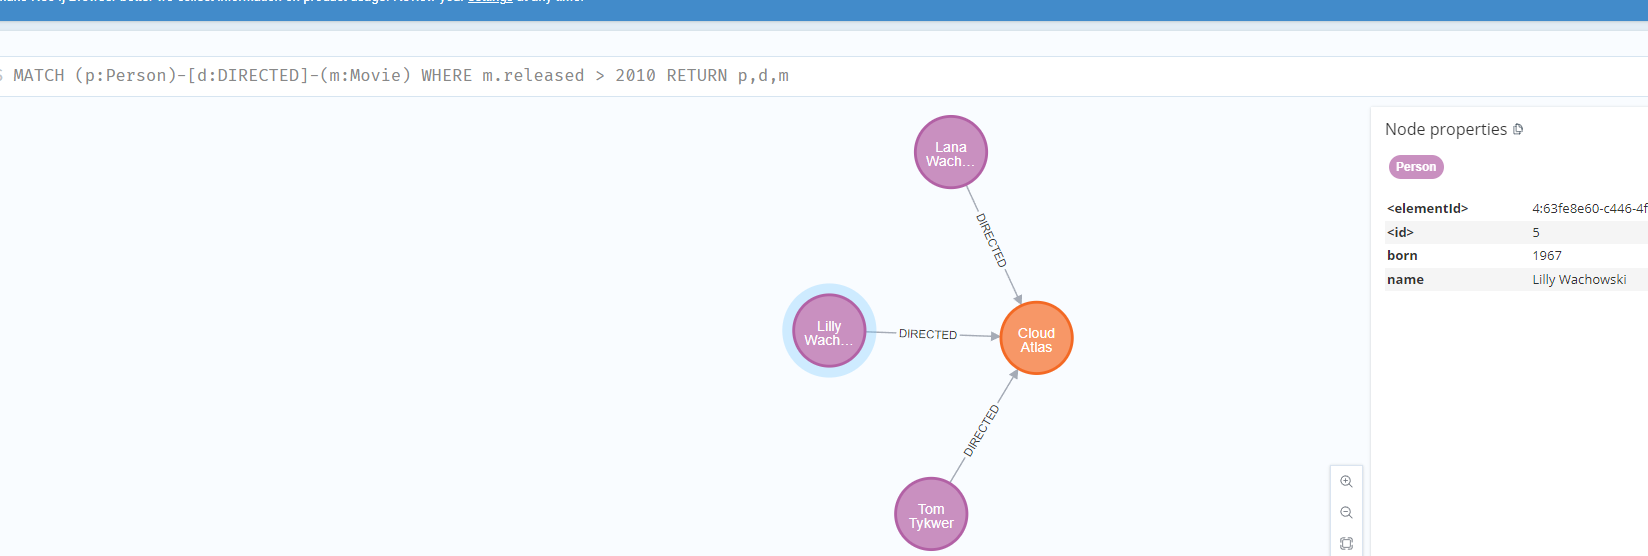 settings
MATCH (p:Person)-[d:DIRECTED]-(m:Movie) WHERE m.released > 2010 RETURN p,d,m
Node properties
Person
<elementId> 4:63fe8e60-c446-4f
<id> 5
born 1967
name Lilly Wachowski
Lana
Wach...
DIRECTED
Lilly
Wach...
DIRECTED
Cloud
Atlas
DIRECTED
Tom
Tykwer